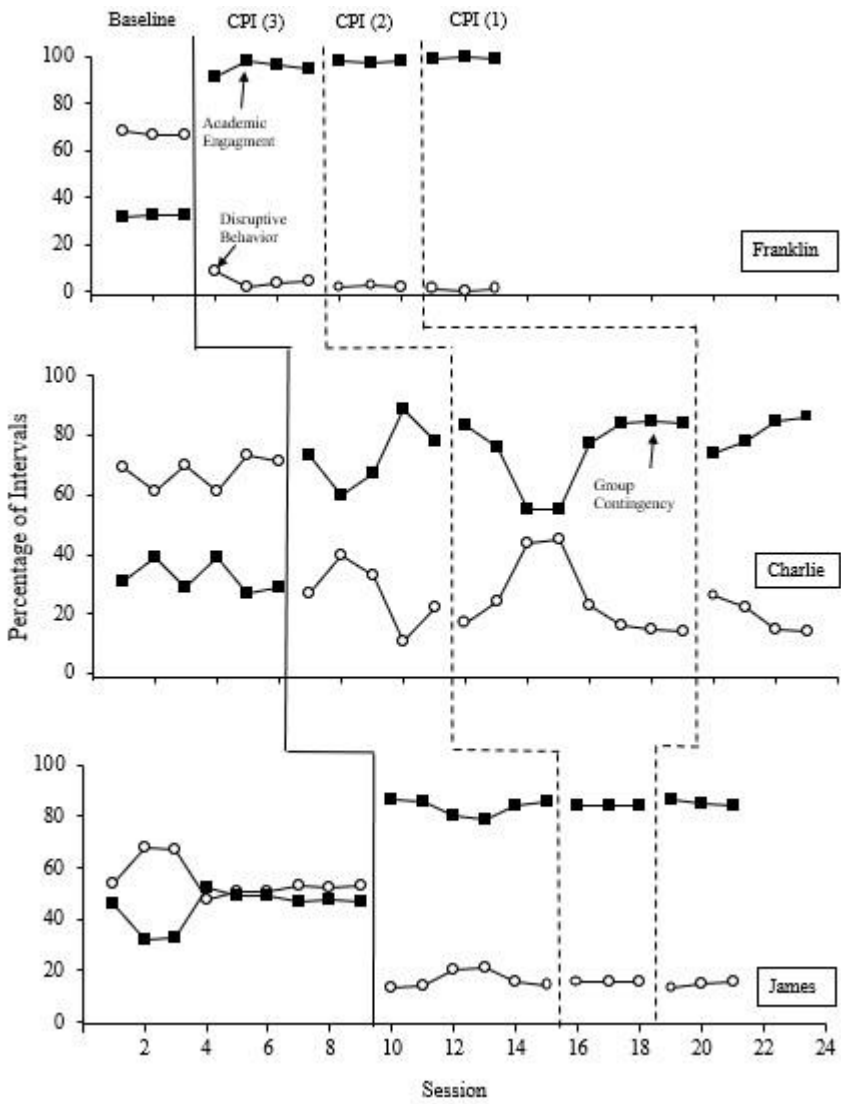 Baseline CPI (3) CPI (2) CPI (1)
100
80
60
40
20
0
Academic
Engagment
Disruptive
Behavior
Franklin
Percentage of Intervals
100
80
60
40
20
0
Group
Contingency
Charlie
100
80
60
40
20
0
James
2 4 6 8 10 12 14 16 18 20 22 24
Session